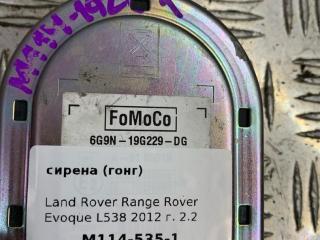 FoMoCo
6G9N-19G229-DG
сирена (гонг)
Land Rover Range Rover
Evoque L538 2012 г. 2.2
M114-535-1